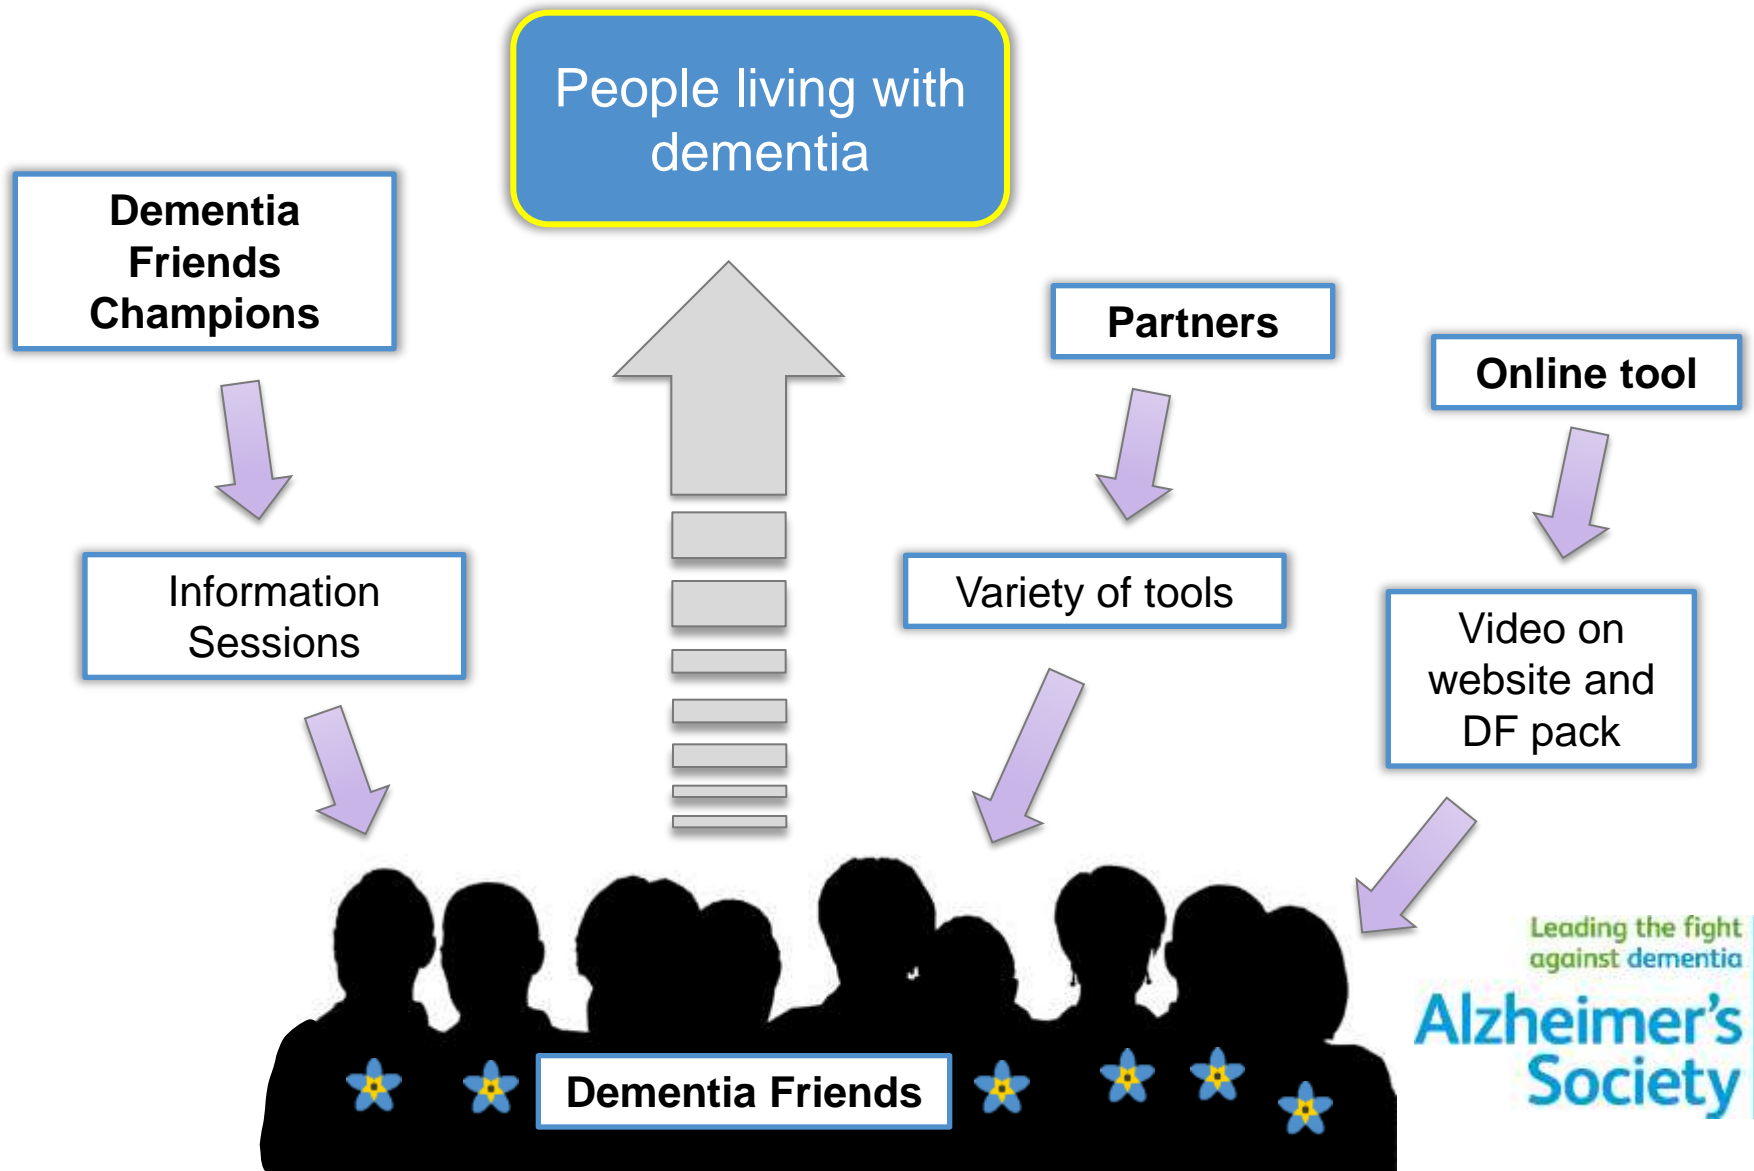 People living with
dementia
Dementia
Friends
Champions
Partners
Online tool
Information
Sessions
Variety of tools
Video on
website and
DF pack
Dementia Friends
Leading the fight
against dementia
Alzheimer's
Society